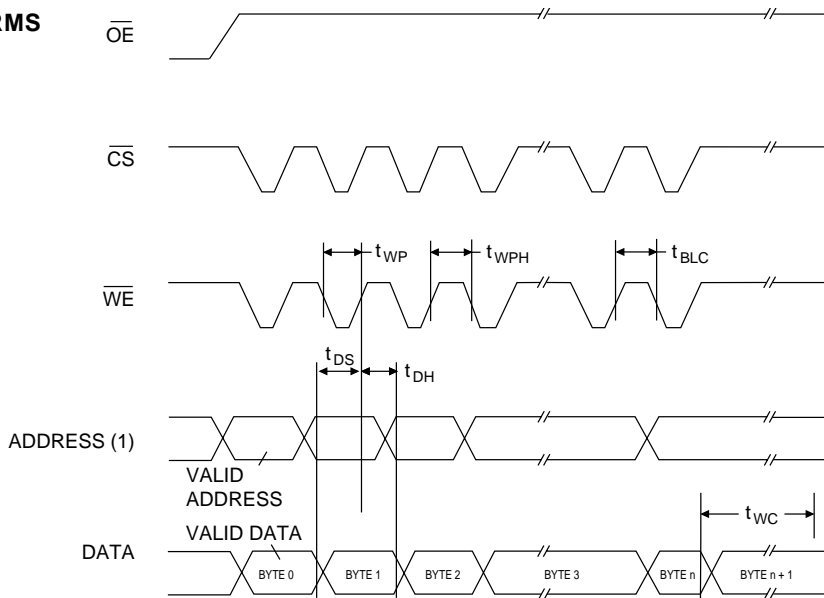 RMS
OE
CS
tWP
tWPH
tBLC
WE
tDS
tDH
ADDRESS (1)
VALID
ADDRESS
tWC
VALID DATA
DATA
BYTE 0 BYTE 1 BYTE 2 BYTE 3 BYTE n BYTE n + 1